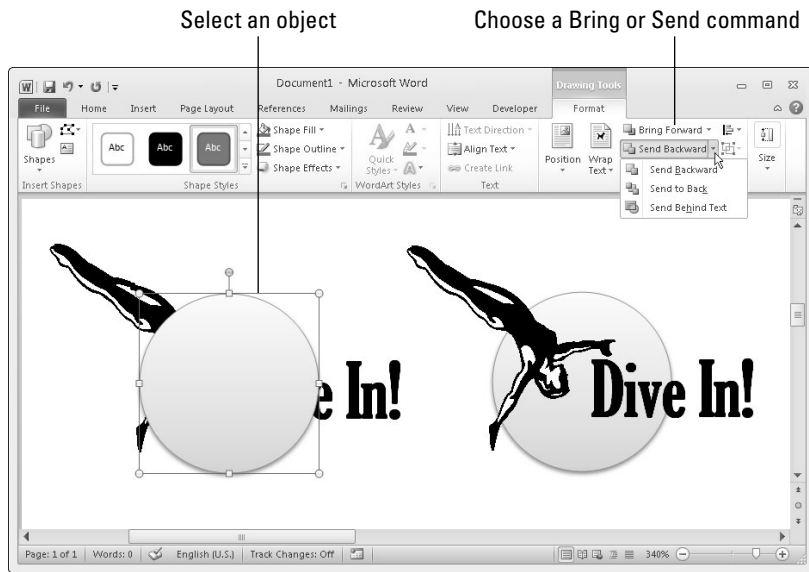 Select an object
Choose a Bring or Send command
W
Document1 - Microsoft Word
Drawing Tools
File Home Insert Page Layout References Mailings Review View Developer Format
Shapes
Insert Shapes
Abc Abc Abc
Shape Fill
Shape Outline
Shape Effects
Shape Styles
Quick Styles
A
A
A
WordArt Styles
Text Direction
Align Text
Create Link
Text
Position
Wrap Text
Bring Forward
Send Backward
Size
Send Backward
Send to Back
Send Behind Text
e In!
Dive In!
Page: 1 of 1 Words: 0 English (U.S.) Track Changes: Off 340%